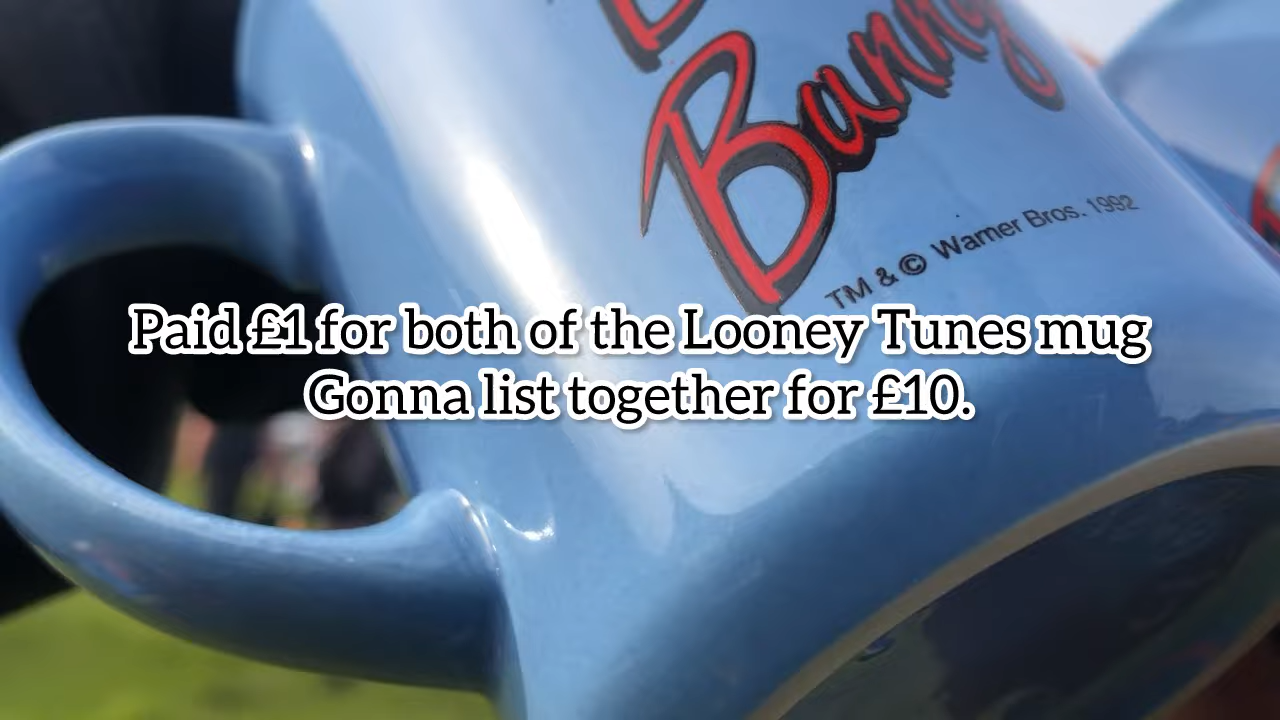 Bunny
TM & © Warner Bros. 1992
Paid £1 for both of the Looney Tunes mug
Gonna list together for £10.